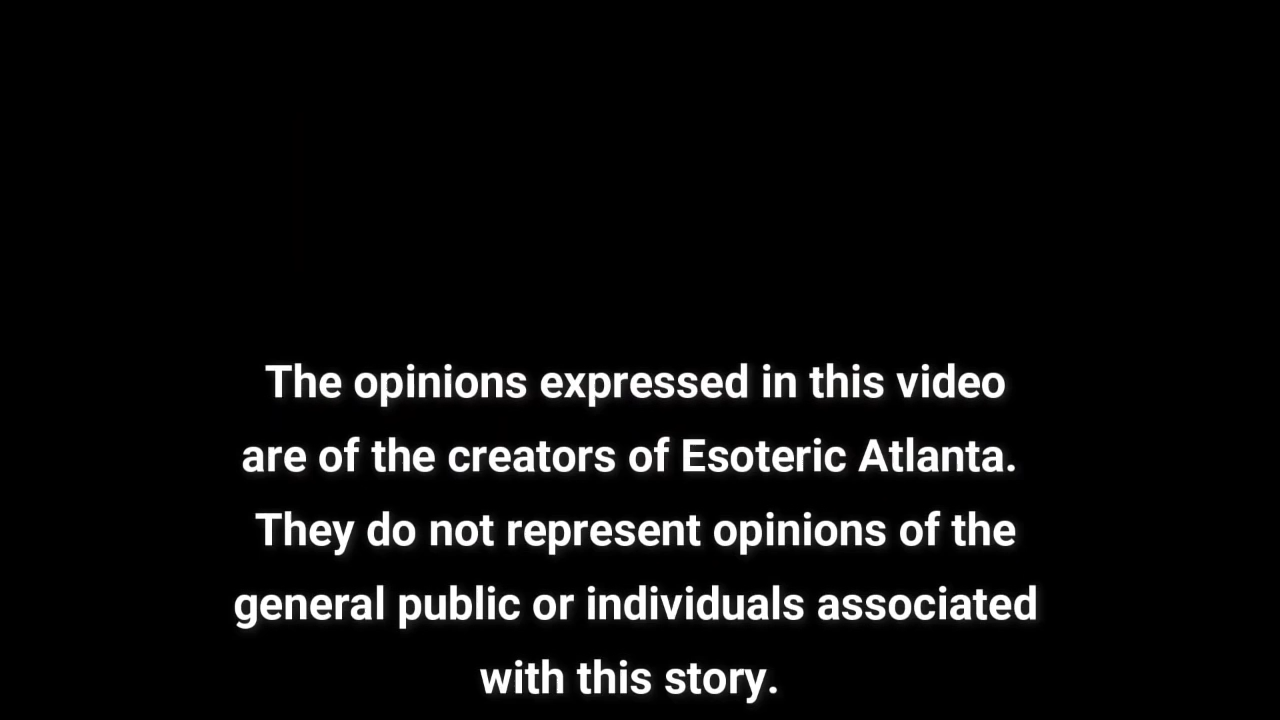 The opinions expressed in this video
are of the creators of Esoteric Atlanta.
They do not represent opinions of the
general public or individuals associated
with this story.